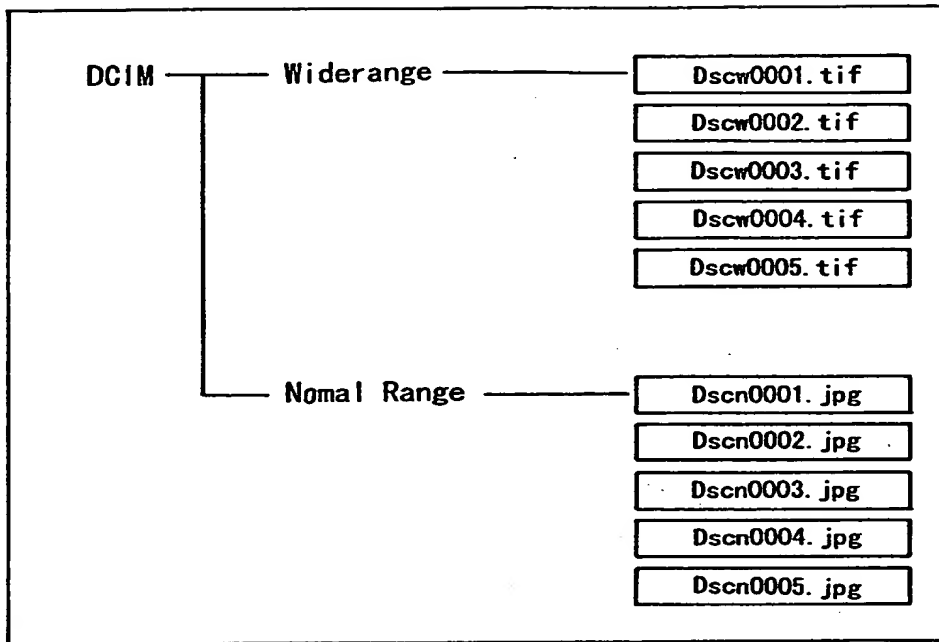 DCIM Widerange Dscw0001.tif
Dscw0002.tif
Dscw0003.tif
Dscw0004.tif
Dscw0005.tif
Nomal Range Dscn0001.jpg
Dscn0002.jpg
Dscn0003.jpg
Dscn0004.jpg
Dscn0005.jpg